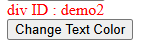 div ID : demo2
Change Text Color